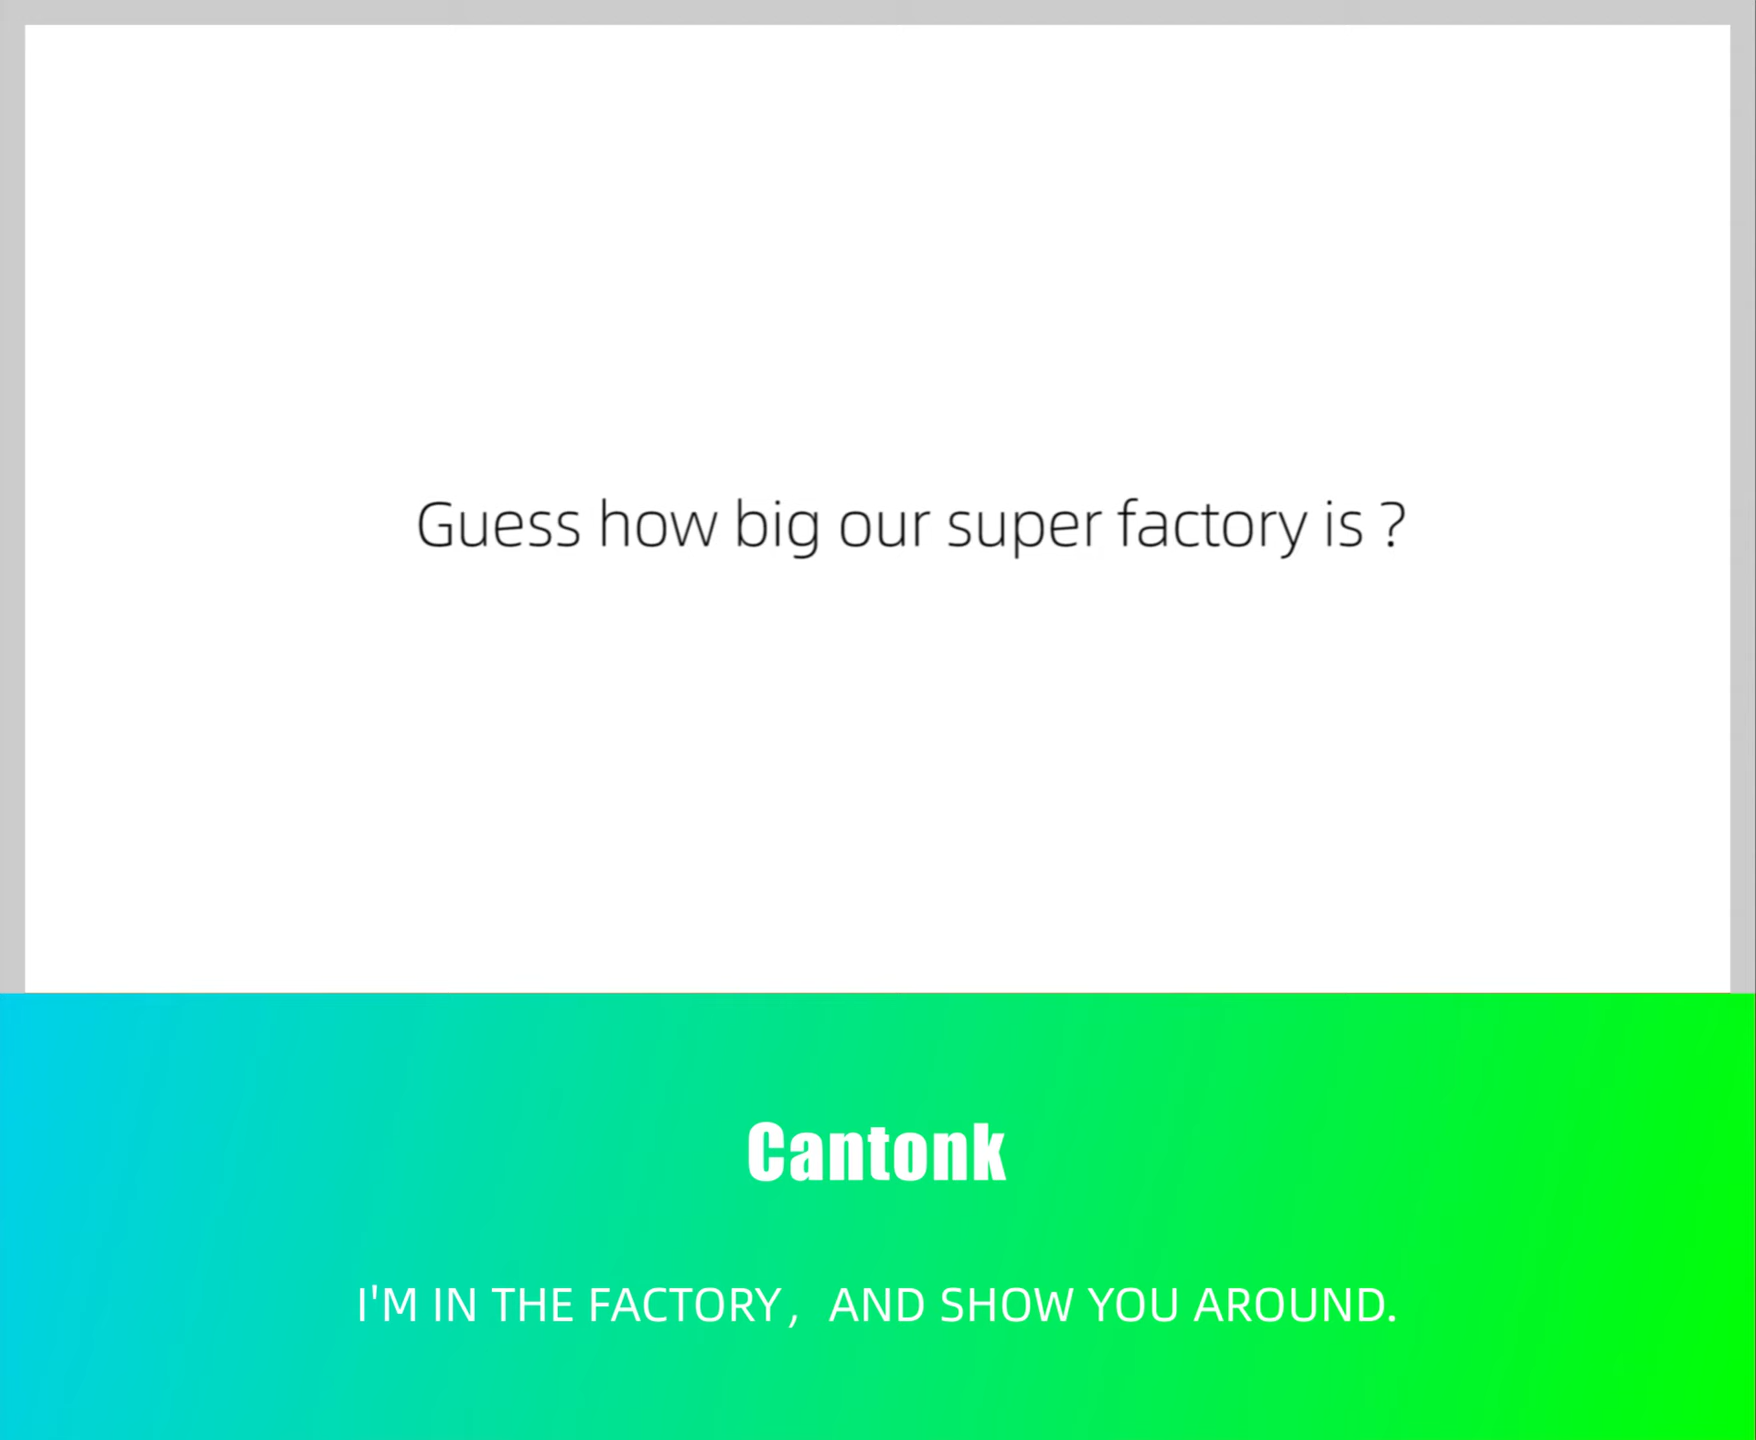 Guess how big our super factory is ?
Cantonk
I'M IN THE FACTORY, AND SHOW YOU AROUND.